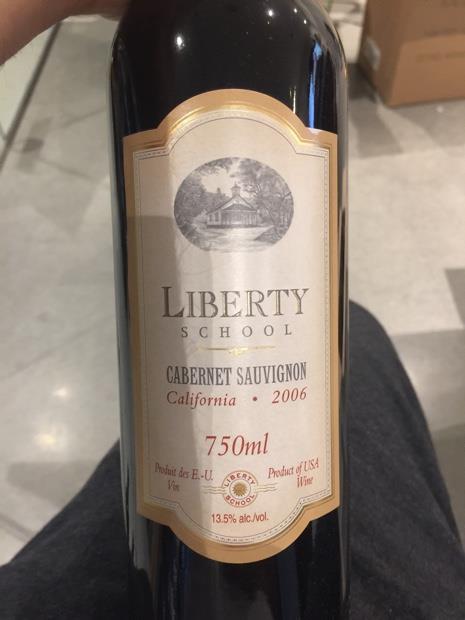 LIBERTY
SCHOOL
CABERNET SAUVIGNON
California • 2006
750ml
Produit des E.-U.
Vin
LIBERTY
SCHOOL
Product of USA
Wine
13.5% alc./vol.